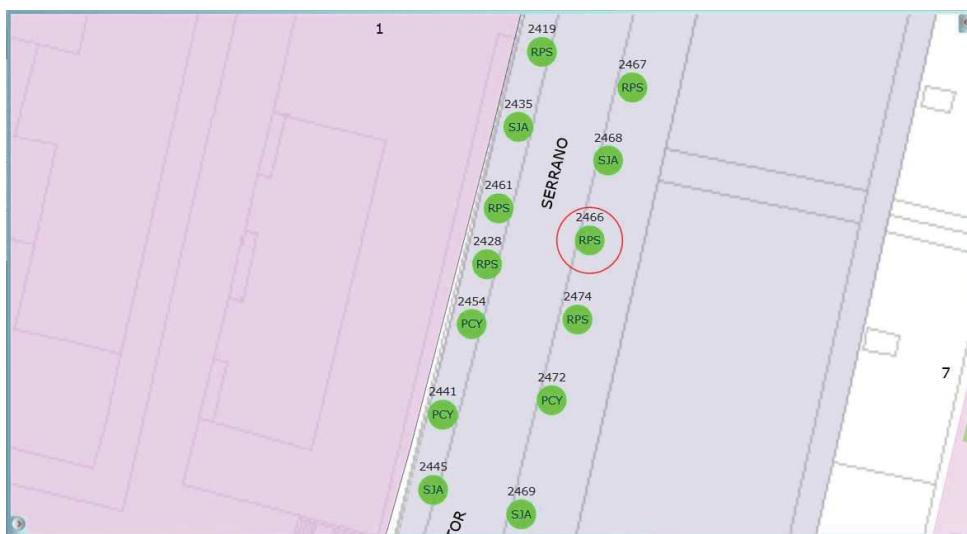 1
2419
RPS
2467
RPS
2435
SJA
2468
SJA
SERRANO
2461
RPS
2466
RPS
2428
RPS
2454
PCY
2474
RPS
7
2472
PCY
2441
PCY
2445
SJA
2469
SJA
TOR